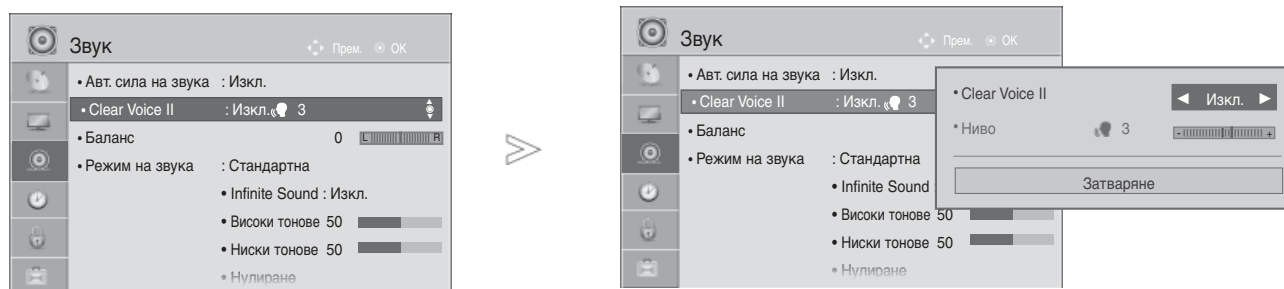 Звук Прем. OK
• Авт. сила на звука : Изкл.
• Clear Voice II : Изкл. 3
• Баланс 0 L R
• Режим на звука : Стандартна
• Infinite Sound : Изкл.
• Високи тонове 50
• Ниски тонове 50
• Нулиране
Звук Прем. OK
• Авт. сила на звука : Изкл.
• Clear Voice II : Изкл. 3
• Баланс
• Режим на звука : Стандартна
• Infinite Sound :
• Високи тонове 50
• Ниски тонове 50
• Нулиране
• Clear Voice II ◀ Изкл. ▶
• Ниво 3 - +
Затваряне